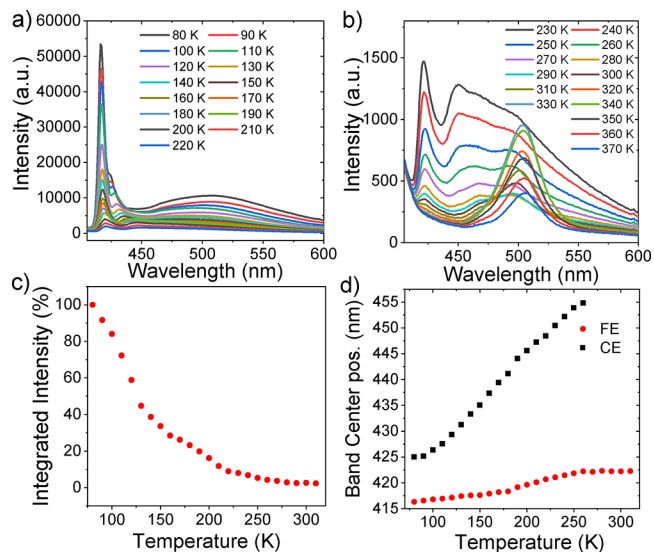 a)
Intensity (a.u.)
60000
50000
40000
30000
20000
10000
0
80 K 90 K
100 K 110 K
120 K 130 K
140 K 150 K
160 K 170 K
180 K 190 K
200 K 210 K
220 K
450 500 550 600
Wavelength (nm)
b)
Intensity (a.u.)
1500
1000
500
0
230 K 240 K
250 K 260 K
270 K 280 K
290 K 300 K
310 K 320 K
330 K 340 K
350 K
360 K
370 K
450 500 550 600
Wavelength (nm)
c)
Integrated Intensity (%)
100
80
60
40
20
0
100 150 200 250 300
Temperature (K)
d)
Band Center pos. (nm)
455
450
445
440
435
430
425
420
415
FE
CE
100 150 200 250 300
Temperature (K)